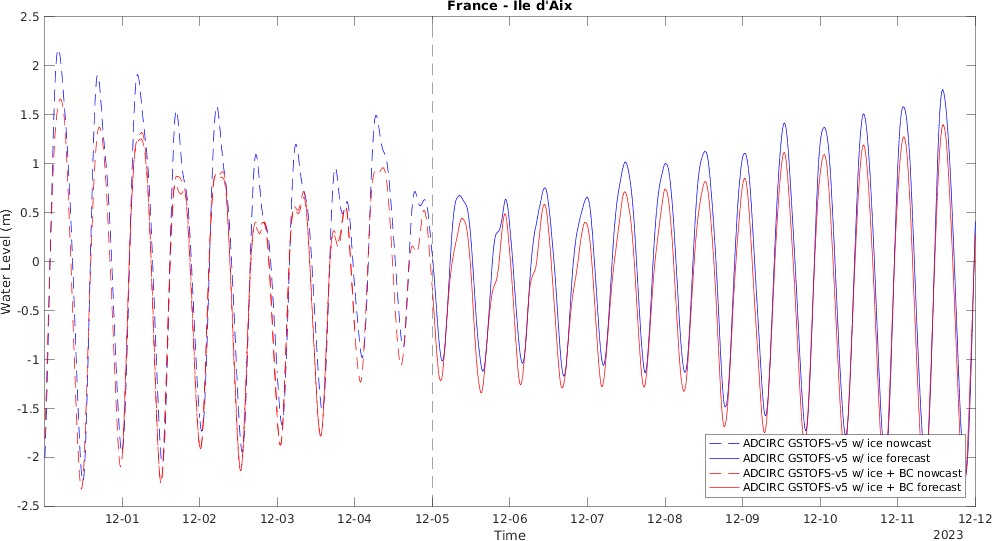 France - Ile d'Aix
2.5
2
1.5
1
0.5
0
-0.5
-1
-1.5
-2
-2.5
Water Level (m)
12-01 12-02 12-03 12-04 12-05 12-06 12-07 12-08 12-09 12-10 12-11 12-12
Time
2023
ADCIRC GSTOFS-v5 w/ ice nowcast
ADCIRC GSTOFS-v5 w/ ice forecast
ADCIRC GSTOFS-v5 w/ ice + BC nowcast
ADCIRC GSTOFS-v5 w/ ice + BC forecast